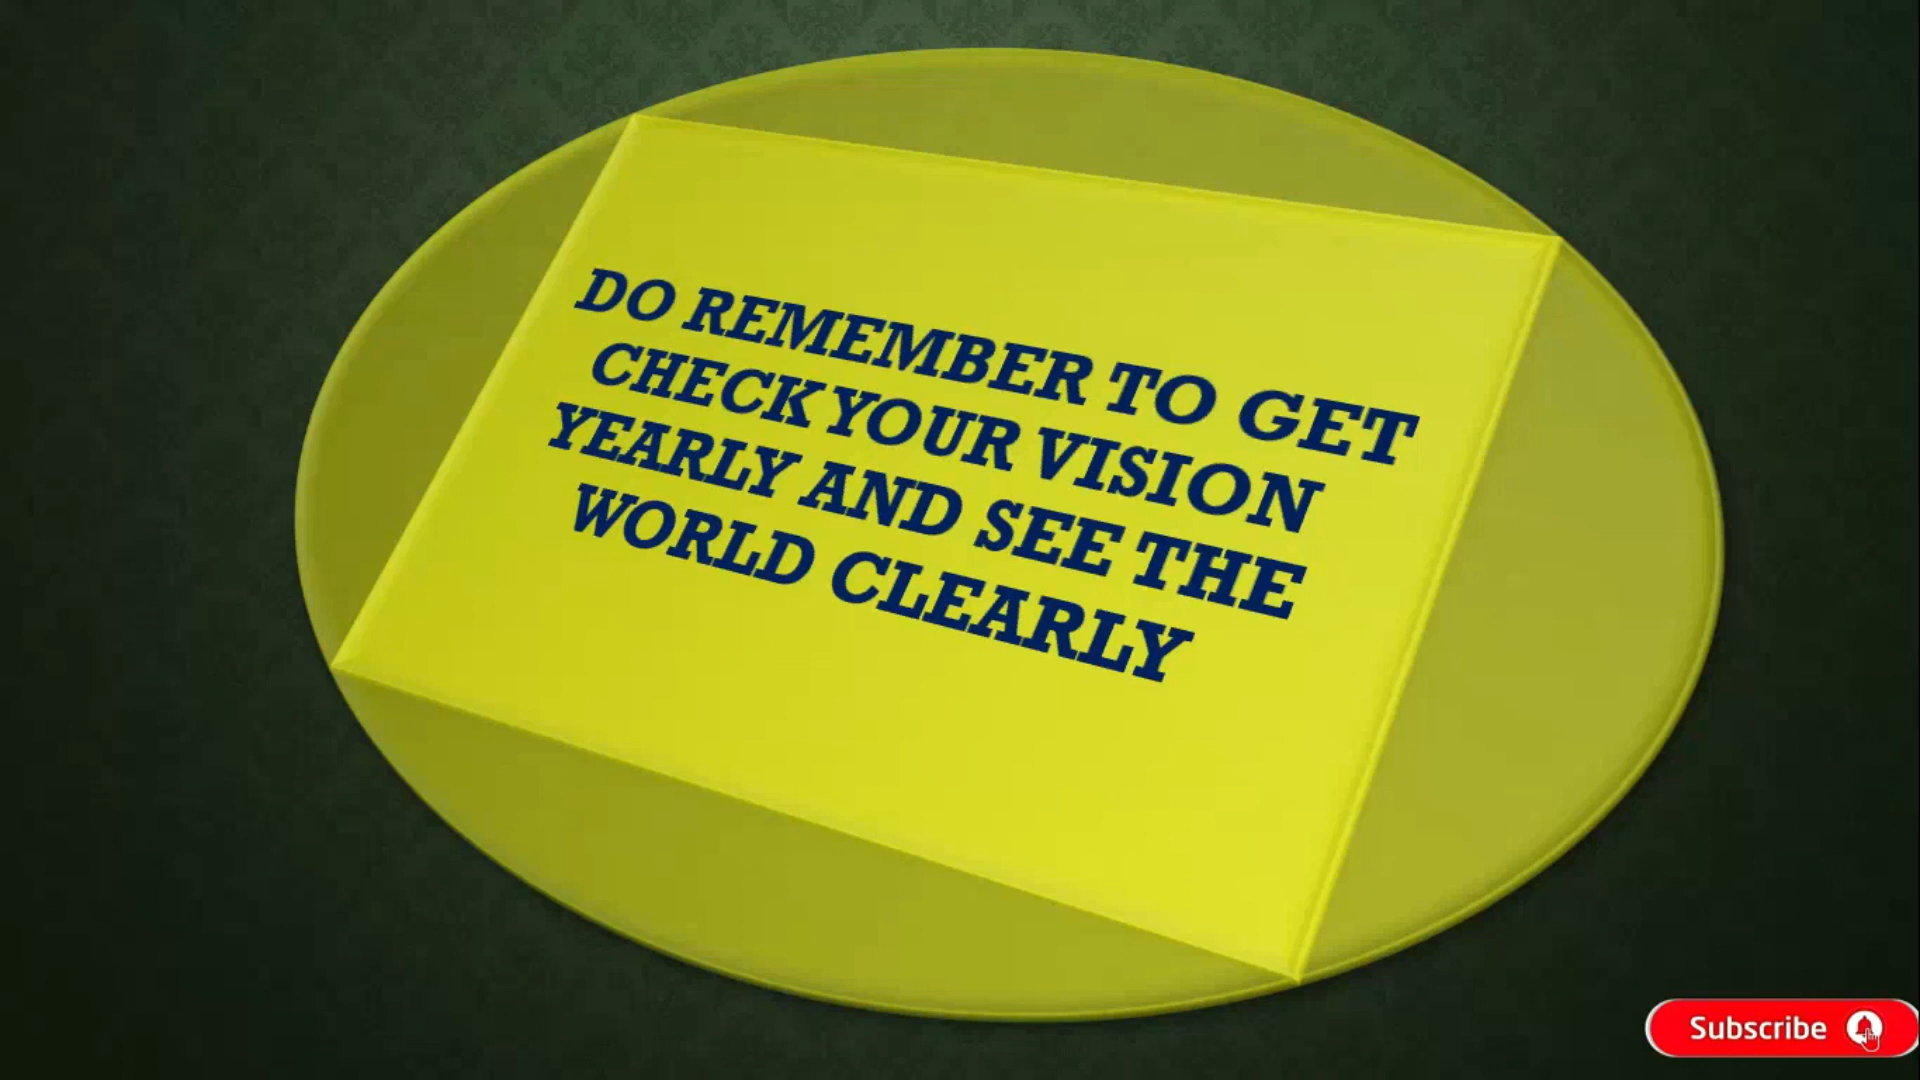 DO REMEMBER TO GET
CHECK YOUR VISION
YEARLY AND SEE THE
WORLD CLEARLY
Subscribe